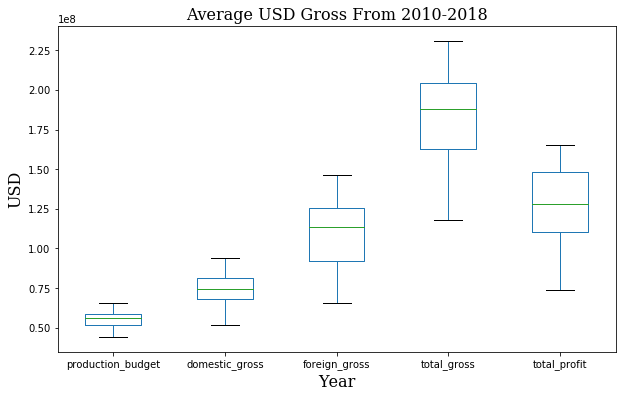 Average USD Gross From 2010-2018
1e8
2.25
2.00
1.75
1.50
1.25
1.00
0.75
0.50
USD
production_budget domestic_gross foreign_gross total_gross total_profit
Year